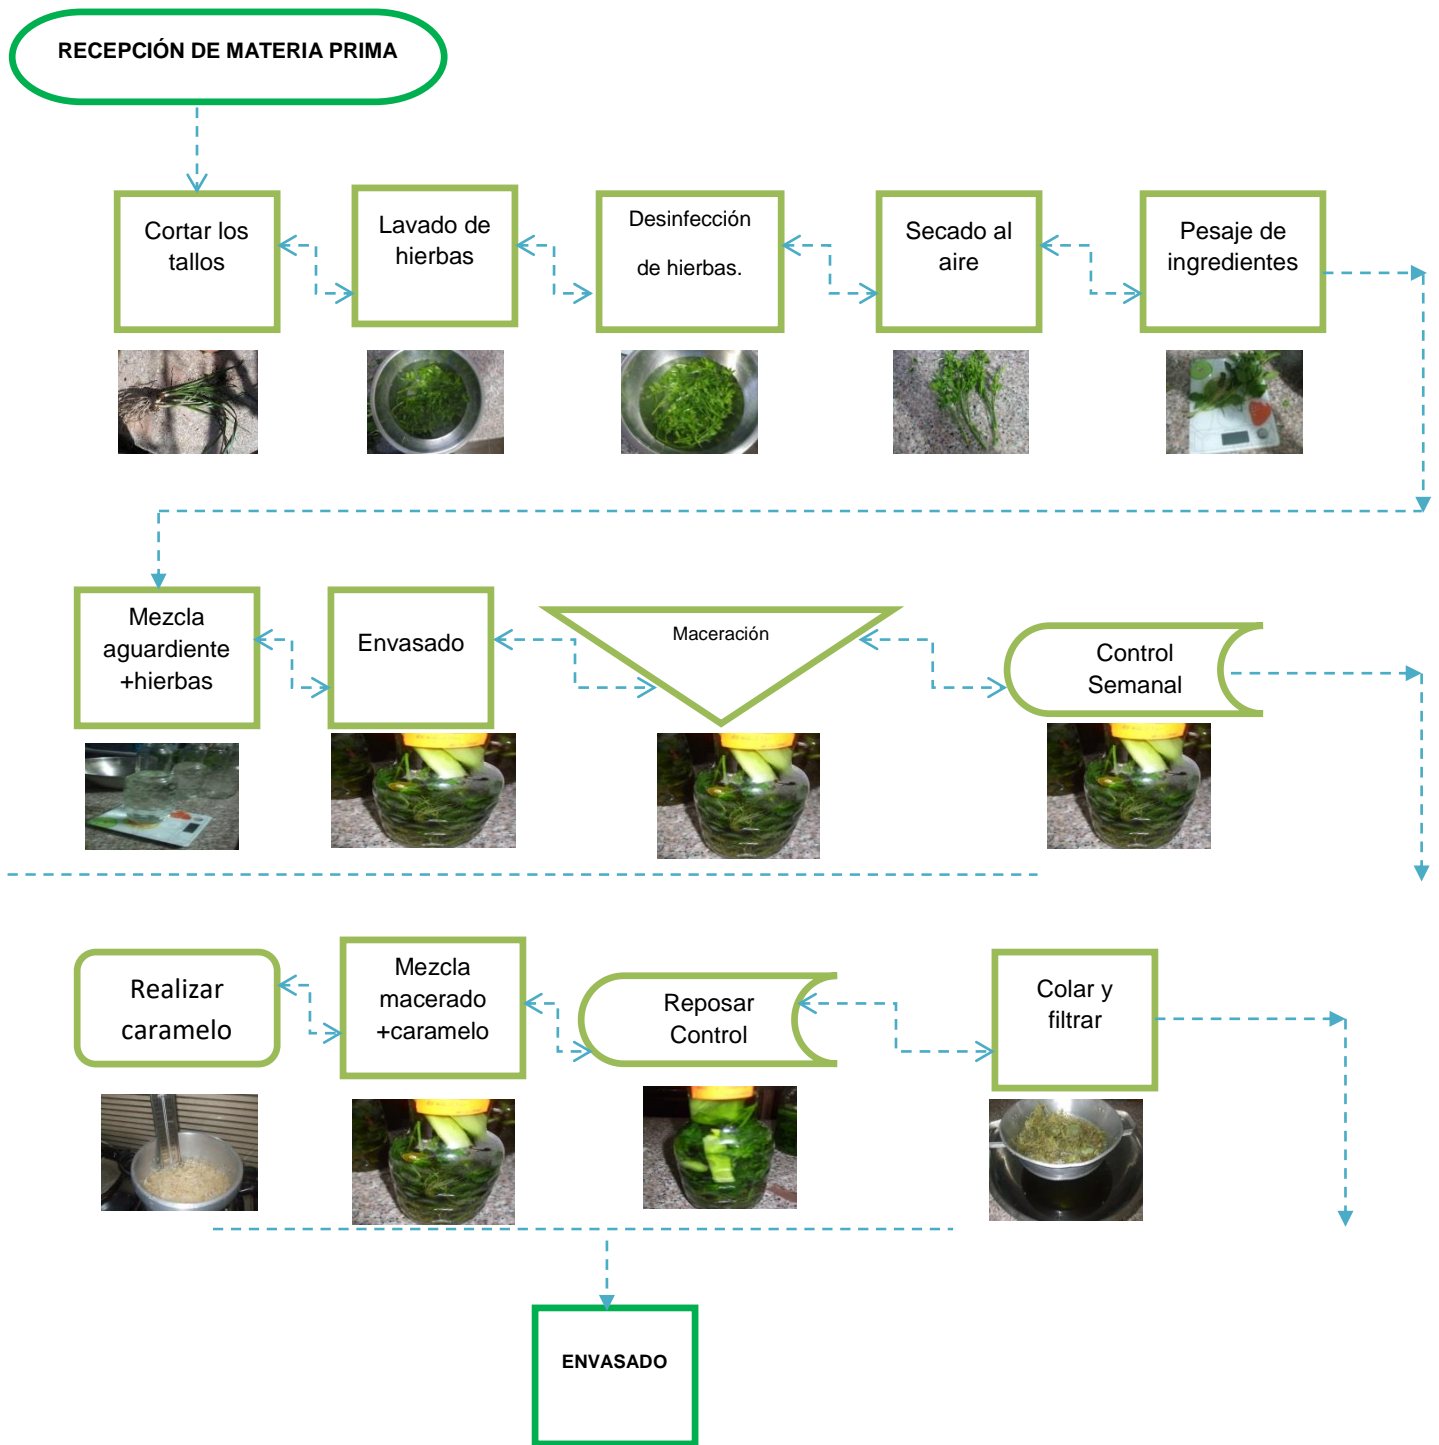 RECEPCIÓN DE MATERIA PRIMA
Cortar los
tallos
Lavado de
hierbas
Desinfección
de hierbas.
Secado al
aire
Pesaje de
ingredientes
Mezcla
aguardiente
+hierbas
Envasado
Maceración
Control
Semanal
Realizar
caramelo
Mezcla
macerado
+caramelo
Reposar
Control
Colar y
filtrar
ENVASADO